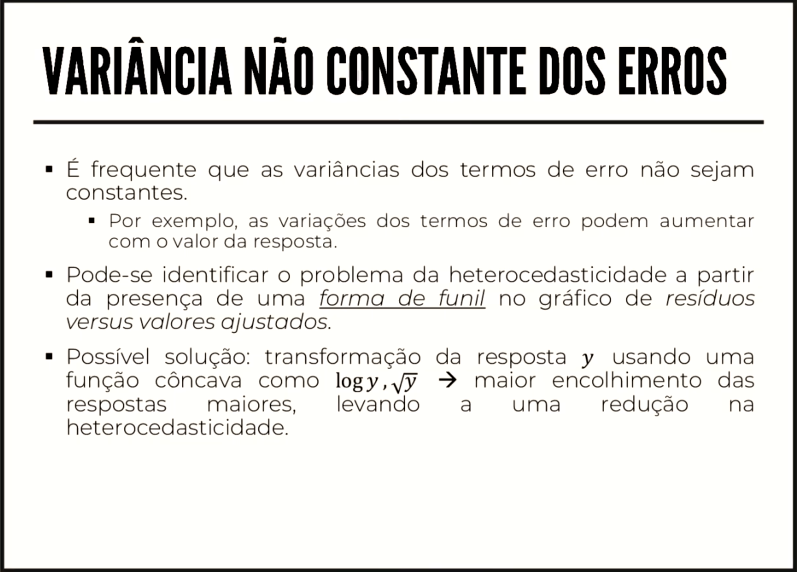 VARIÂNCIA NÃO CONSTANTE DOS ERROS
▪ É frequente que as variâncias dos termos de erro não sejam
constantes.
▪ Por exemplo, as variações dos termos de erro podem aumentar
com o valor da resposta.
▪ Pode-se identificar o problema da heterocedasticidade a partir
da presença de uma forma de funil no gráfico de resíduos
versus valores ajustados.
▪ Possível solução: transformação da resposta y usando uma
função côncava como log y , √y → maior encolhimento das
respostas maiores, levando a uma redução na
heterocedasticidade.